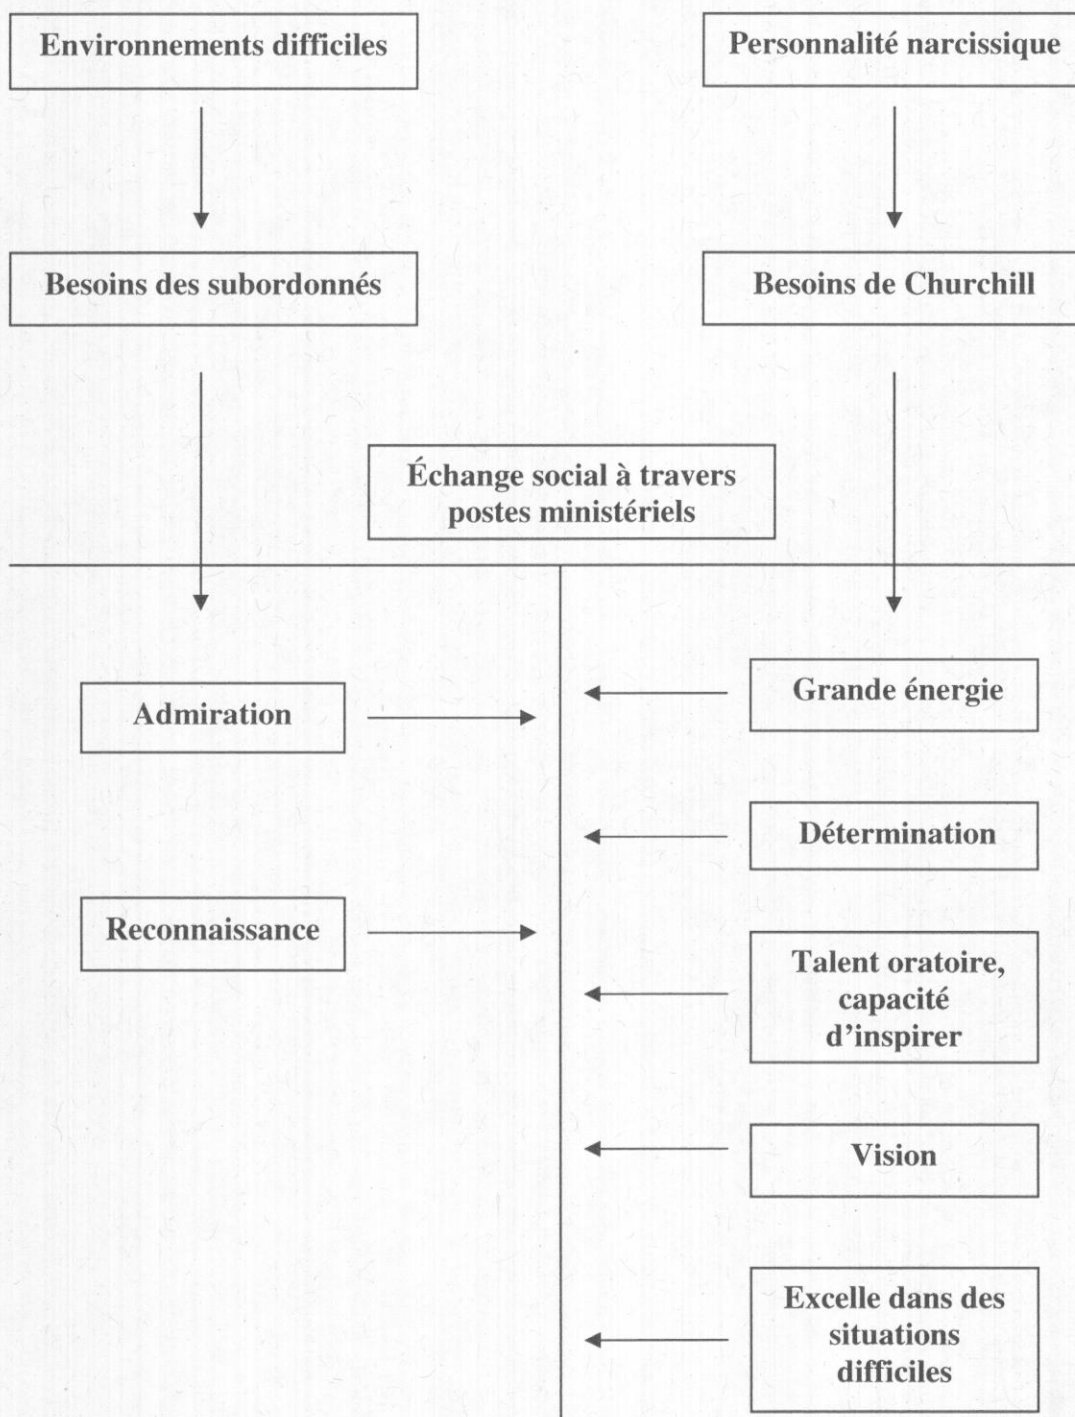 Environnements difficiles
Personnalité narcissique
Besoins des subordonnés
Besoins de Churchill
Échange social à travers
postes ministériels
Admiration
Reconnaissance
Grande énergie
Détermination
Talent oratoire,
capacité
d'inspirer
Vision
Excelle dans des
situations
difficiles